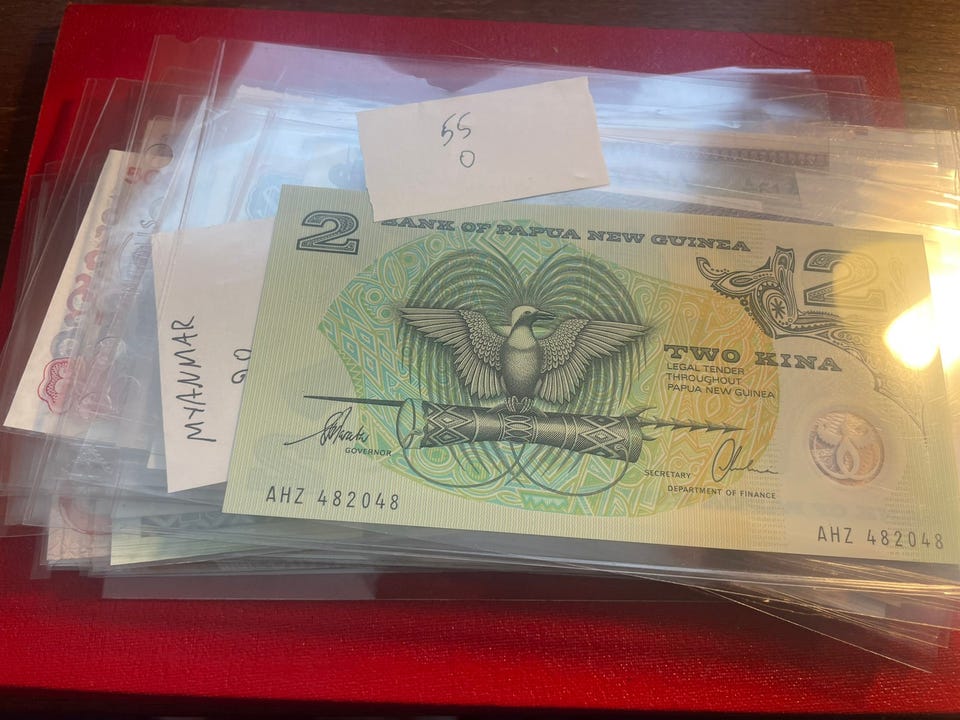 55
0
2
BANK OF PAPUA NEW GUINEA
2
TWO KINA
LEGAL TENDER
THROUGHOUT
PAPUA NEW GUINEA
GOVERNOR
SECRETARY
DEPARTMENT OF FINANCE
AHZ 482048
AHZ 482048
MYANMAR